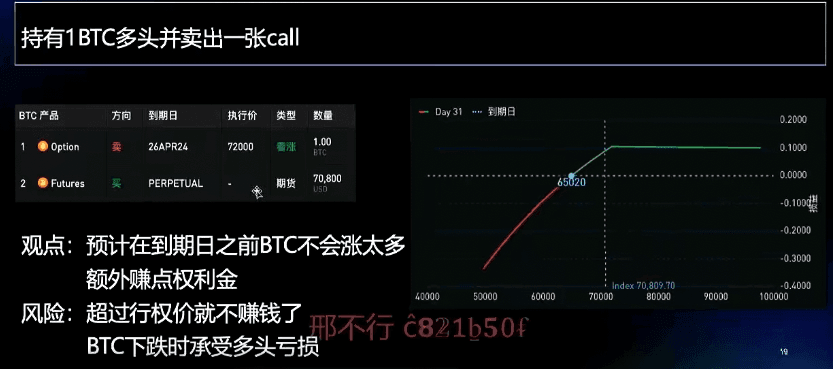 持有1BTC多头并卖出一张call
BTC 产品 方向 到期日 执行价 类型 数量
1 Option 卖 26APR24 72000 看涨 1.00 BTC
2 Futures 买 PERPETUAL - 期货 70,800 USD
Day 31 到期日
0.2000
0.1000
0.0000
-0.1000
-0.2000
-0.3000
-0.4000
65020
Index 70,809.70
40000 50000 60000 70000 80000 90000 100000
观点：预计在到期日之前BTC不会涨太多
额外赚点权利金
风险：超过行权价就不赚钱了
BTC下跌时承受多头亏损
邢不行
19